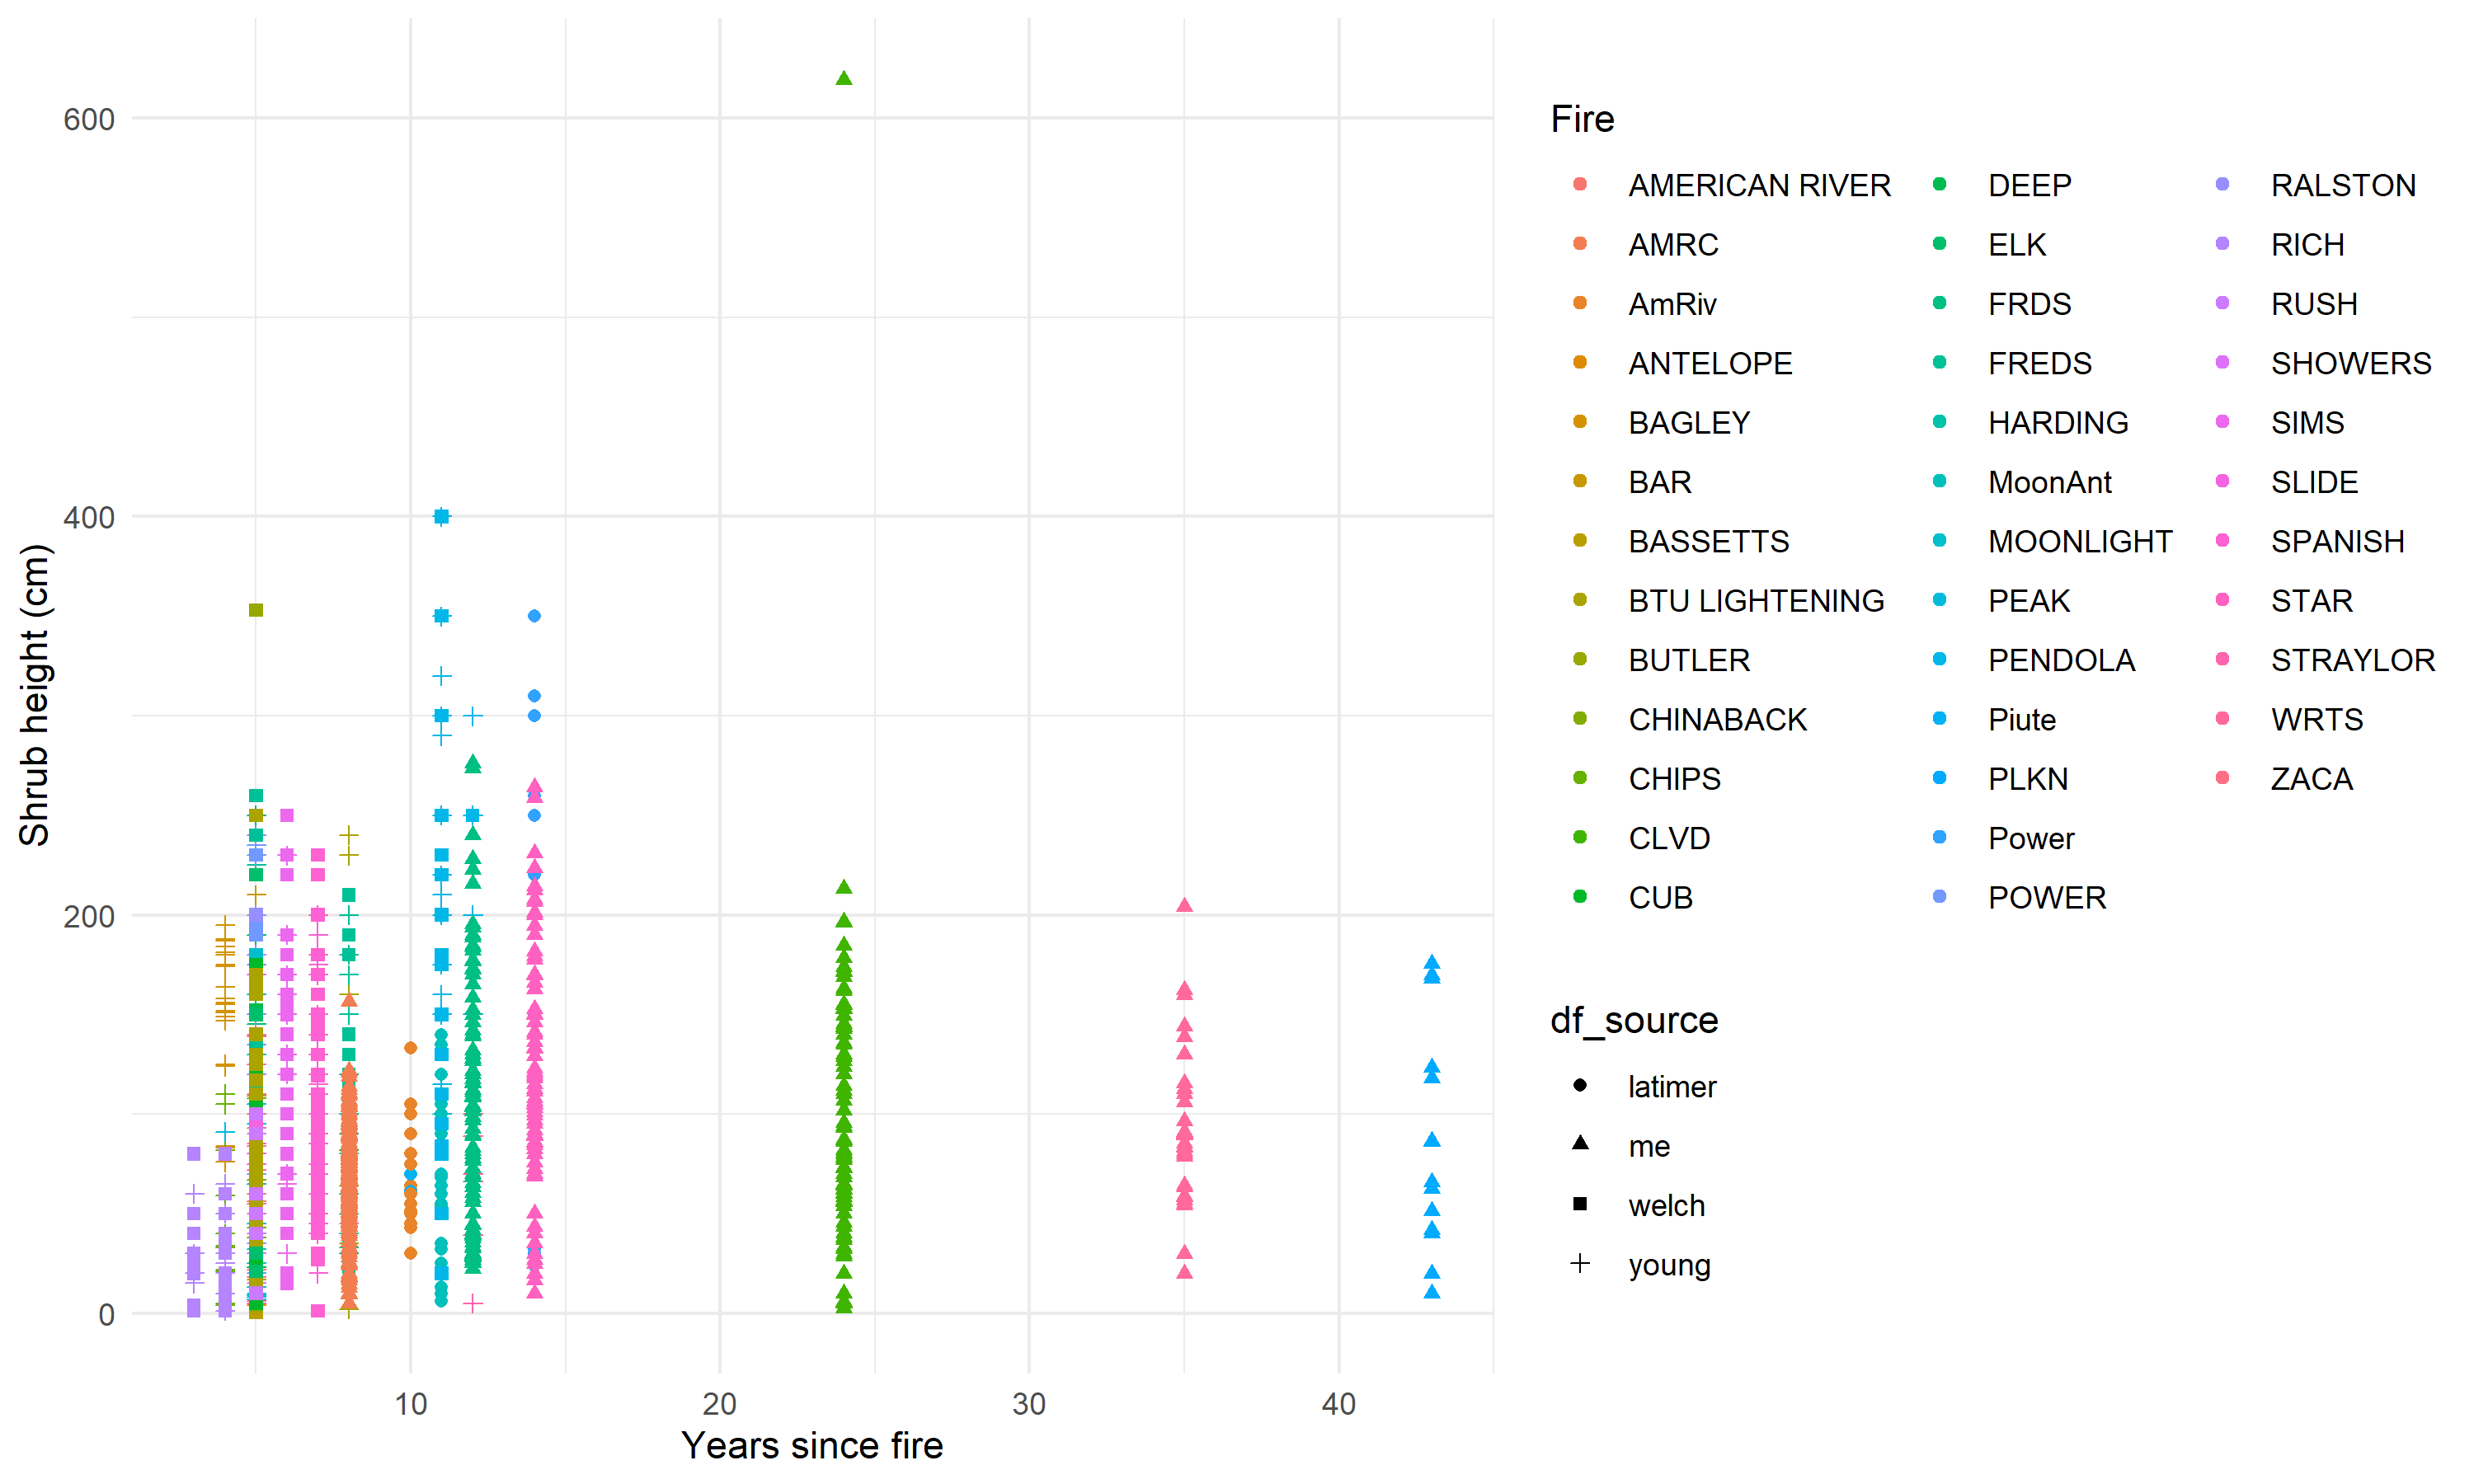 600
400
200
0
Shrub height (cm)
10
20
30
40
Years since fire
Fire
AMERICAN RIVER
AMRC
AmRiv
ANTELOPE
BAGLEY
BAR
BASSETTS
BTU LIGHTENING
BUTLER
CHINABACK
CHIPS
CLVD
CUB
DEEP
ELK
FRDS
FREDS
HARDING
MoonAnt
MOONLIGHT
PEAK
PENDOLA
Piute
PLKN
Power
POWER
RALSTON
RICH
RUSH
SHOWERS
SIMS
SLIDE
SPANISH
STAR
STRAYLOR
WRTS
ZACA
df_source
latimer
me
welch
young